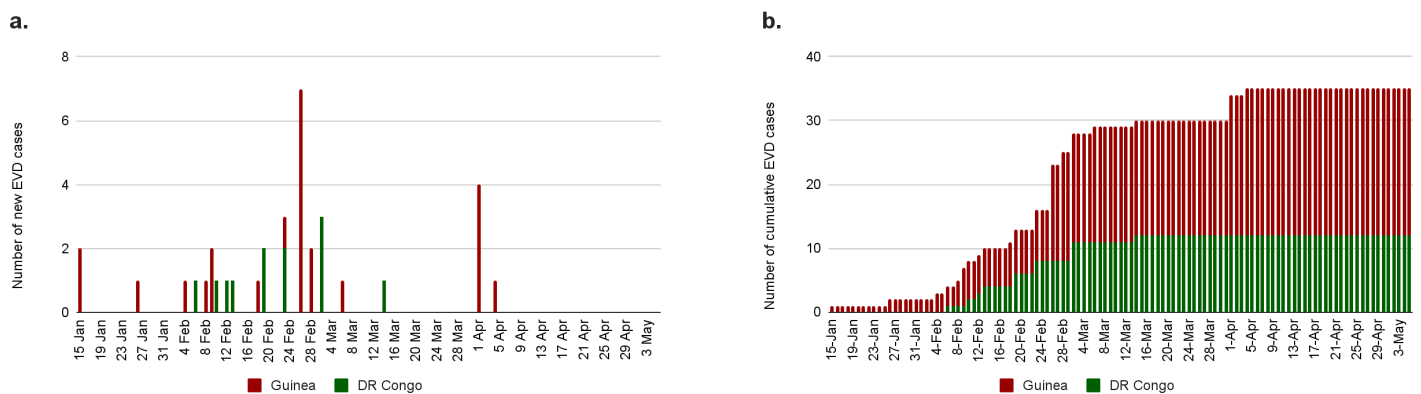 a.
Number of new EVD cases
8
6
4
2
0
15 Jan
19 Jan
23 Jan
27 Jan
31 Jan
4 Feb
8 Feb
12 Feb
16 Feb
20 Feb
24 Feb
28 Feb
4 Mar
8 Mar
12 Mar
16 Mar
20 Mar
24 Mar
28 Mar
1 Apr
5 Apr
9 Apr
13 Apr
17 Apr
21 Apr
25 Apr
29 Apr
3 May
Guinea
DR Congo
b.
Number of cumulative EVD cases
40
30
20
10
0
15-Jan
19-Jan
23-Jan
27-Jan
31-Jan
4-Feb
8-Feb
12-Feb
16-Feb
20-Feb
24-Feb
28-Feb
4-Mar
8-Mar
12-Mar
16-Mar
20-Mar
24-Mar
28-Mar
1-Apr
5-Apr
9-Apr
13-Apr
17-Apr
21-Apr
25-Apr
29-Apr
3-May
Guinea
DR Congo